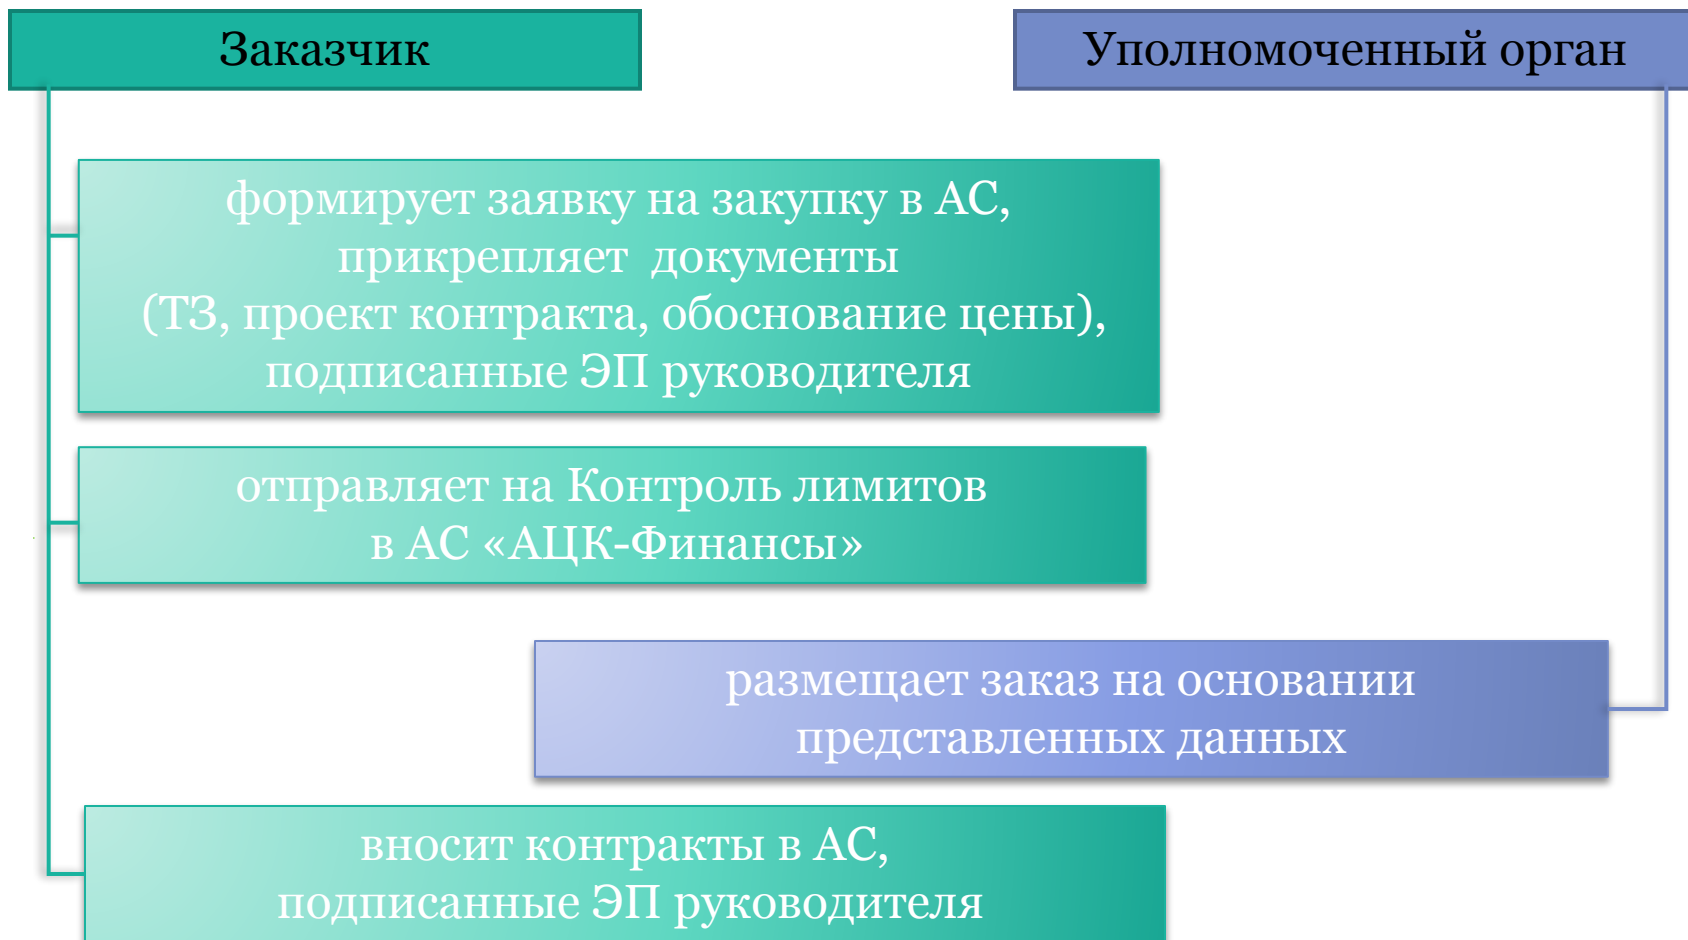 Заказчик
Уполномоченный орган
формирует заявку на закупку в АС,
прикрепляет документы
(ТЗ, проект контракта, обоснование цены),
подписанные ЭП руководителя
отправляет на Контроль лимитов
в АС «АЦК-Финансы»
размещает заказ на основании
представленных данных
вносит контракты в АС,
подписанные ЭП руководителя